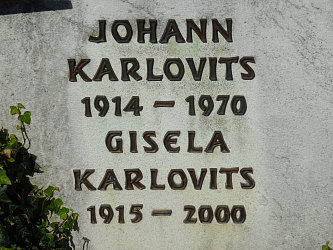 JOHANN
KARLOVITS
1914 – 1970
GISELA
KARLOVITS
1915 – 2000